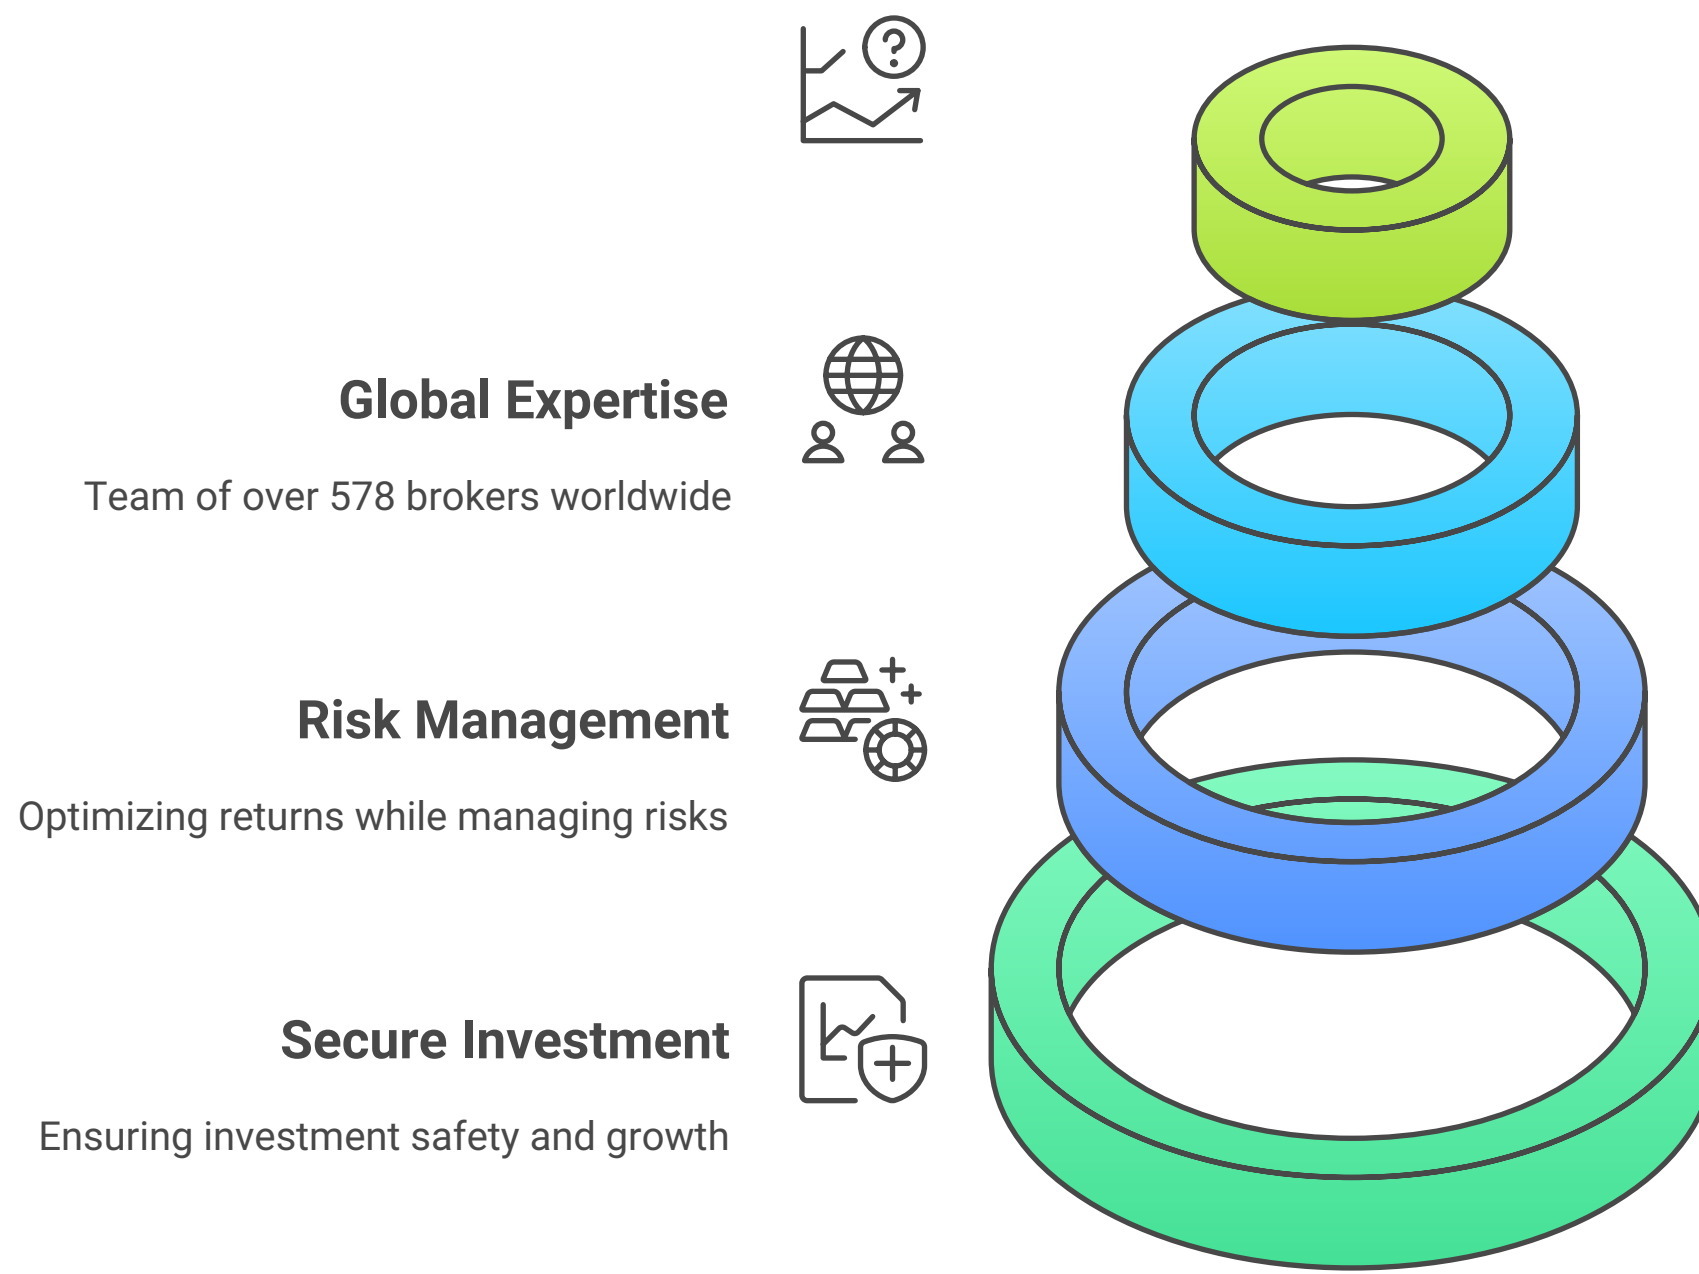 Global Expertise
Team of over 578 brokers worldwide
Risk Management
Optimizing returns while managing risks
Secure Investment
Ensuring investment safety and growth